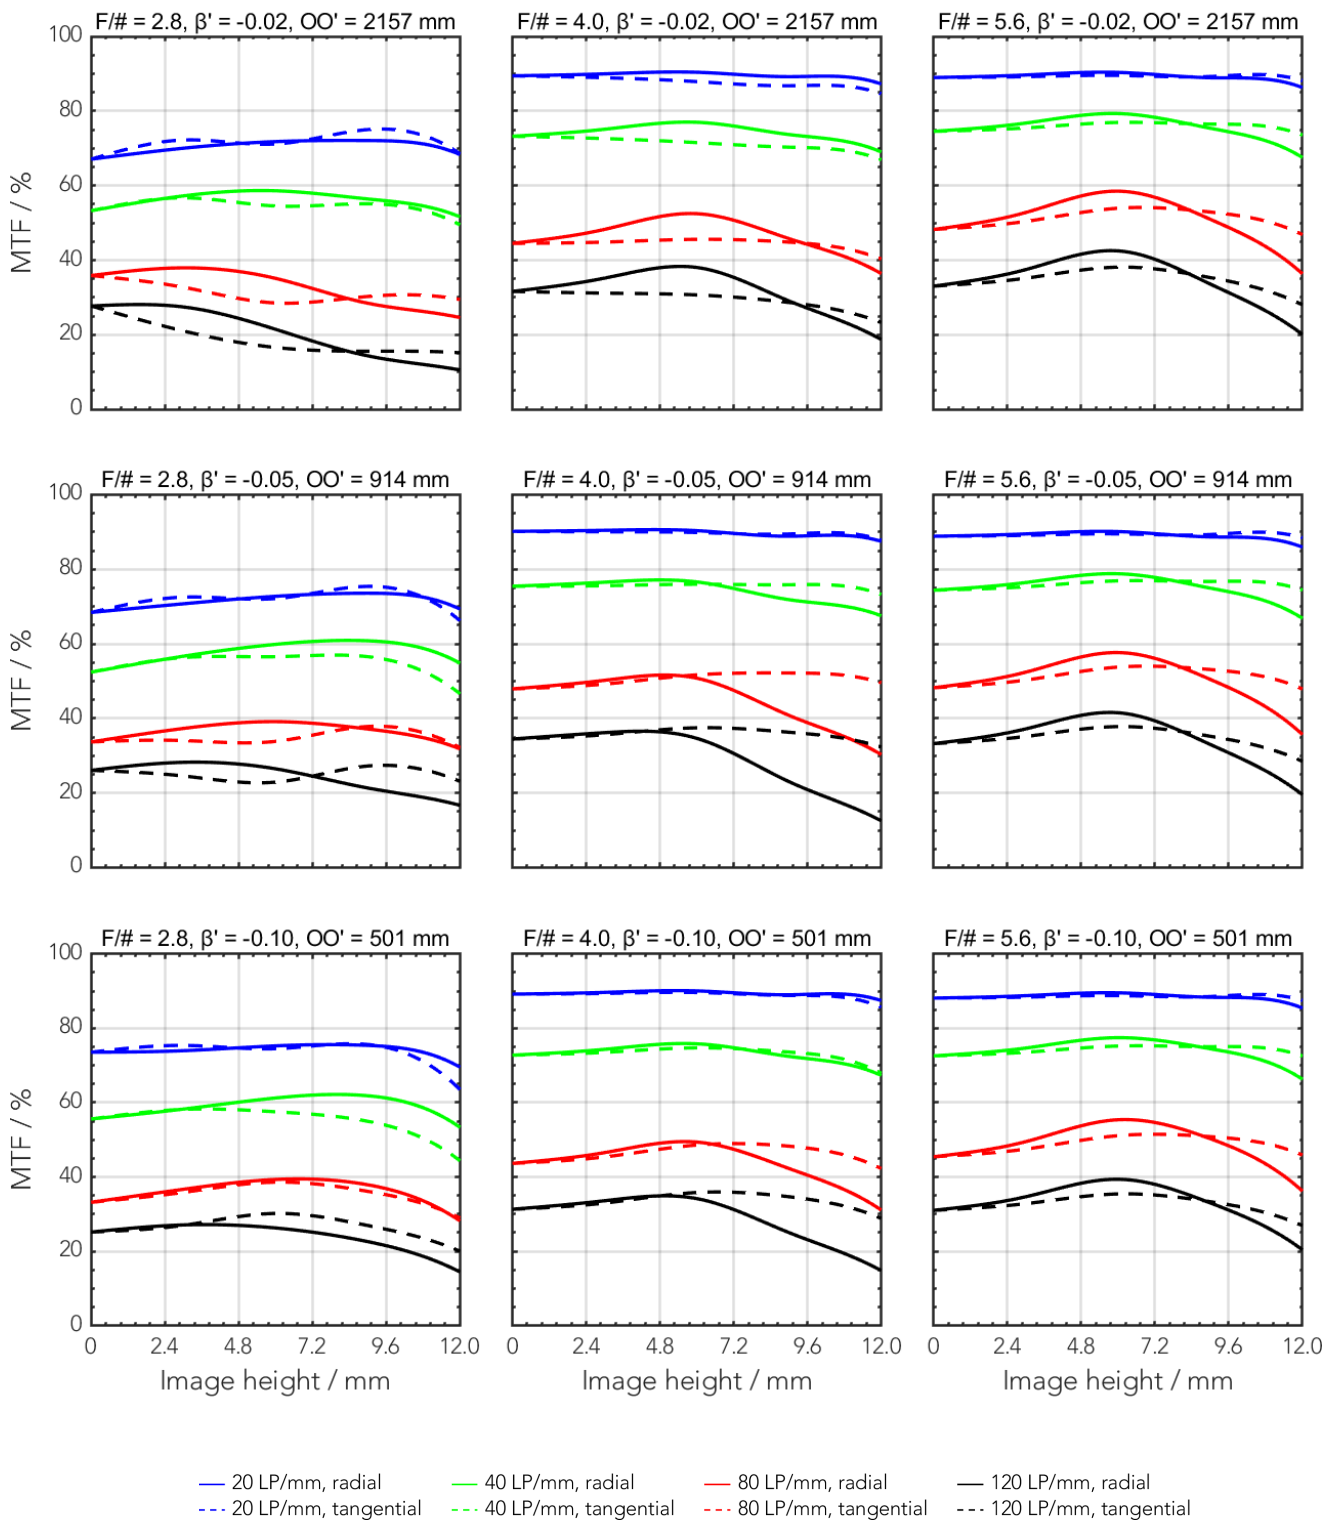 F/# = 2.8, β' = -0.02, OO' = 2157 mm
F/# = 4.0, β' = -0.02, OO' = 2157 mm
F/# = 5.6, β' = -0.02, OO' = 2157 mm
100
80
60
40
20
0
MTF / %
F/# = 2.8, β' = -0.05, OO' = 914 mm
F/# = 4.0, β' = -0.05, OO' = 914 mm
F/# = 5.6, β' = -0.05, OO' = 914 mm
100
80
60
40
20
0
MTF / %
F/# = 2.8, β' = -0.10, OO' = 501 mm
F/# = 4.0, β' = -0.10, OO' = 501 mm
F/# = 5.6, β' = -0.10, OO' = 501 mm
100
80
60
40
20
0
MTF / %
0 2.4 4.8 7.2 9.6 12.0
0 2.4 4.8 7.2 9.6 12.0
0 2.4 4.8 7.2 9.6 12.0
Image height / mm
Image height / mm
Image height / mm
20 LP/mm, radial
40 LP/mm, radial
80 LP/mm, radial
120 LP/mm, radial
20 LP/mm, tangential
40 LP/mm, tangential
80 LP/mm, tangential
120 LP/mm, tangential